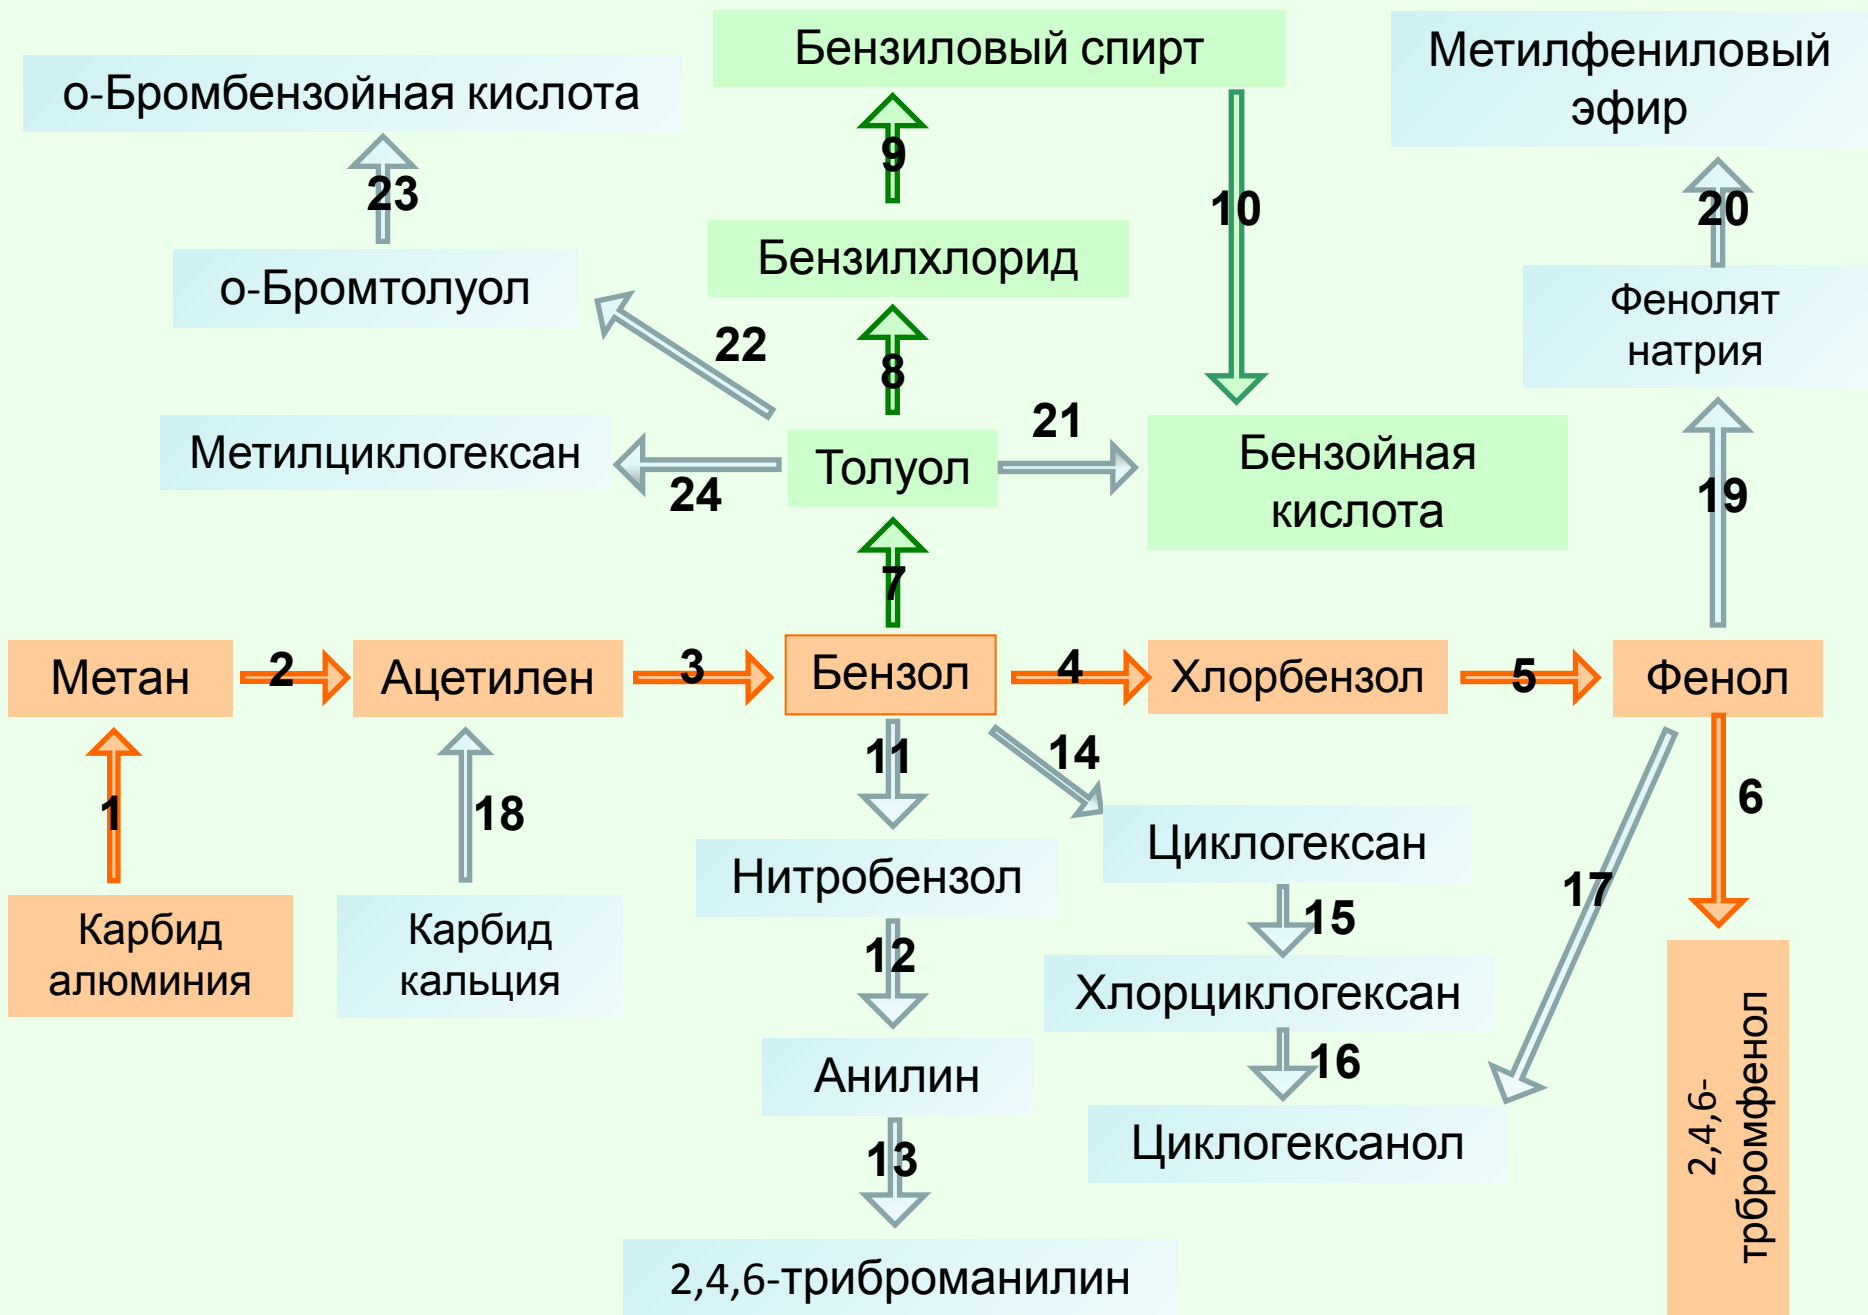 Бензиловый спирт
Метилфениловый
эфир
о-Бромбензойная кислота
9
23
10
20
Бензилхлорид
о-Бромтолуол
Фенолят
натрия
22
8
21
Метилциклогексан
Толуол
Бензойная
кислота
24
19
7
Метан
2
Ацетилен
3
Бензол
4
Хлорбензол
5
Фенол
11
14
1
18
6
Циклогексан
Нитробензол
17
15
Карбид
алюминия
Карбид
кальция
12
Хлорциклогексан
16
Анилин
2,4,6-
трбромфенол
Циклогексанол
13
2,4,6-триброманилин